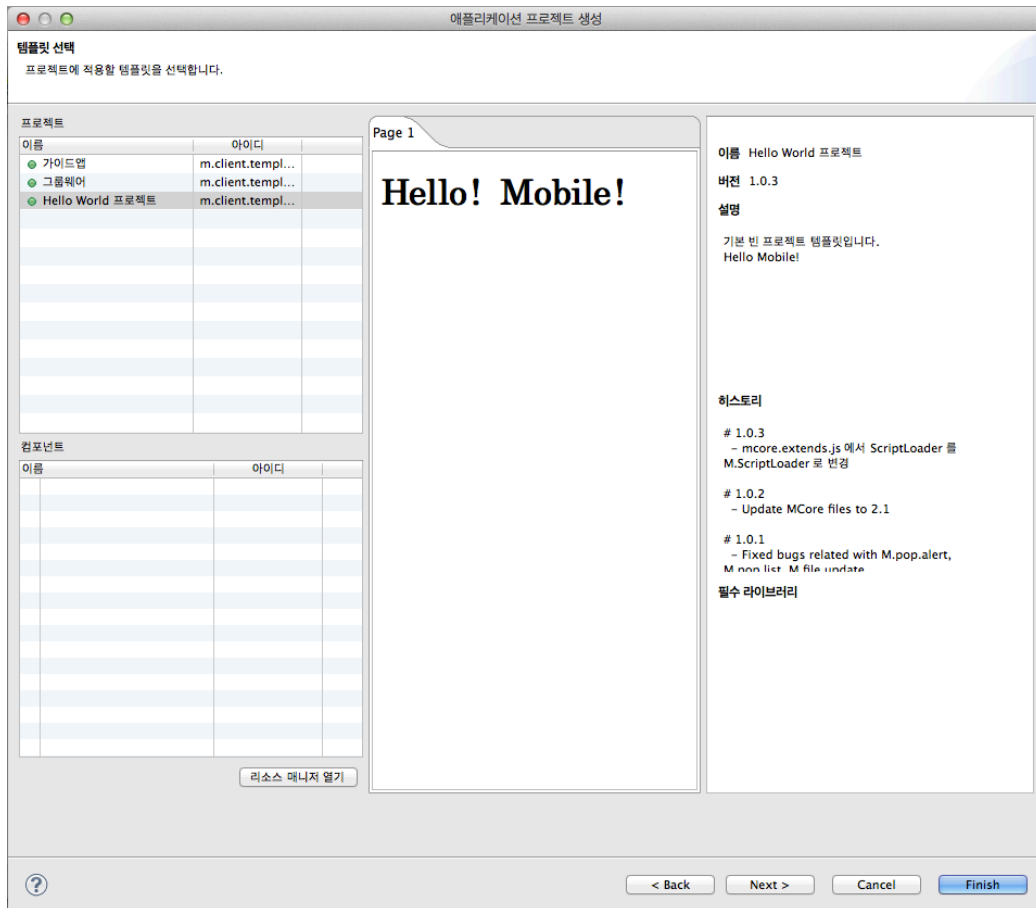 애플리케이션 프로젝트 생성
템플릿 선택
프로젝트에 적용할 템플릿을 선택합니다.
프로젝트
이름 아이디
가이드앱 m.client.templ...
그룹웨어 m.client.templ...
Hello World 프로젝트 m.client.templ...
컴포넌트
이름 아이디
리소스 매니저 열기
Page 1
Hello! Mobile!
이름 Hello World 프로젝트
버전 1.0.3
설명
기본 빈 프로젝트 템플릿입니다.
Hello Mobile!
히스토리
# 1.0.3
- mcore.extends.js 에서 ScriptLoader 를
M.ScriptLoader 로 변경
# 1.0.2
- Update MCore files to 2.1
# 1.0.1
- Fixed bugs related with M.pop.alert,
M.pop.list, M.file.update
필수 라이브러리
?
< Back
Next >
Cancel
Finish